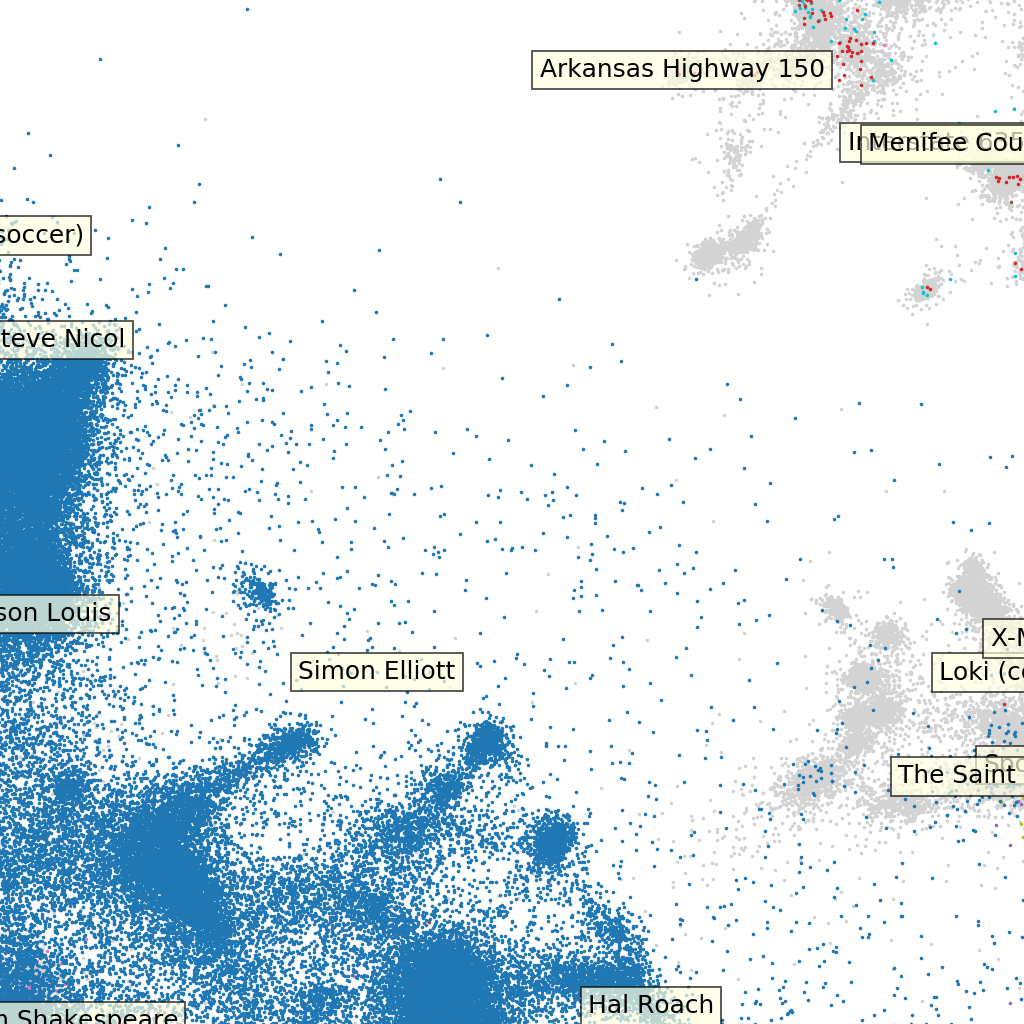 Arkansas Highway 150
Menifee Cou
soccer)
teve Nicol
son Louis
X-M
Simon Elliott
Loki (co
The Saint
Hal Roach
n Shakespeare